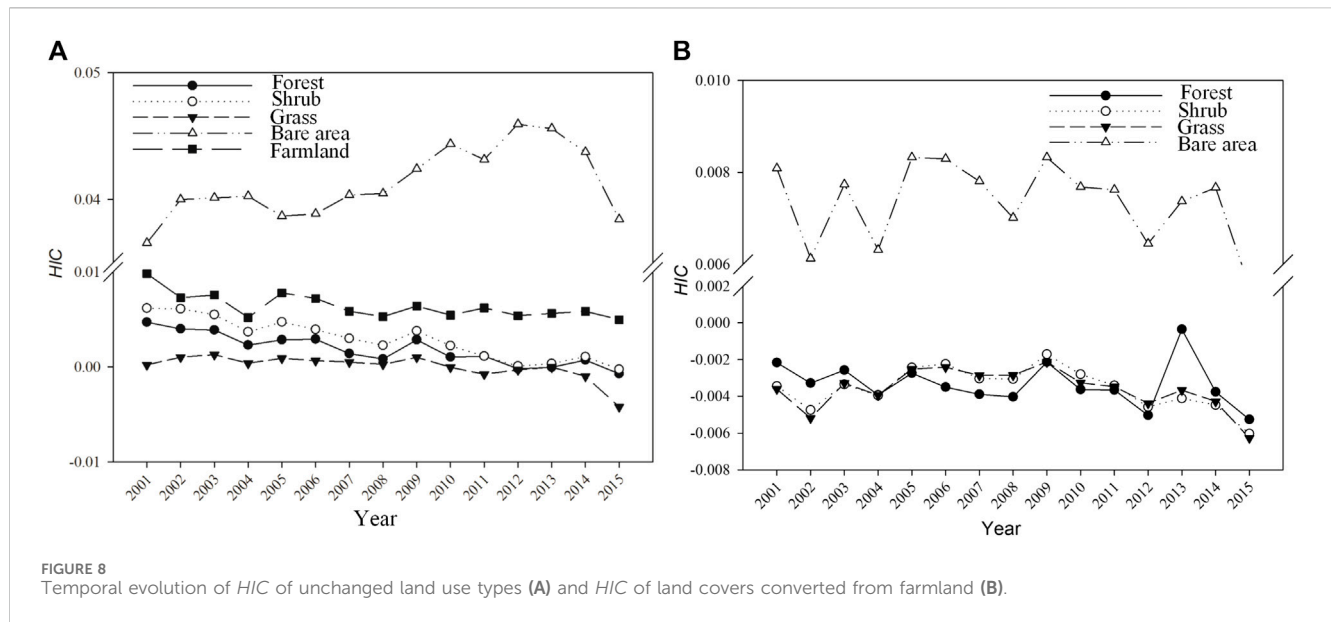 A
0.05
Forest
Shrub
Grass
Bare area
Farmland
0.04
HIC
0.01
0.00
-0.01
2001
2002
2003
2004
2005
2006
2007
2008
2009
2010
2011
2012
2013
2014
2015
Year
B
0.010
Forest
Shrub
Grass
Bare area
0.008
0.006
HIC
0.002
0.000
-0.002
-0.004
-0.006
-0.008
2001
2002
2003
2004
2005
2006
2007
2008
2009
2010
2011
2012
2013
2014
2015
Year
FIGURE 8
Temporal evolution of HIC of unchanged land use types (A) and HIC of land covers converted from farmland (B).